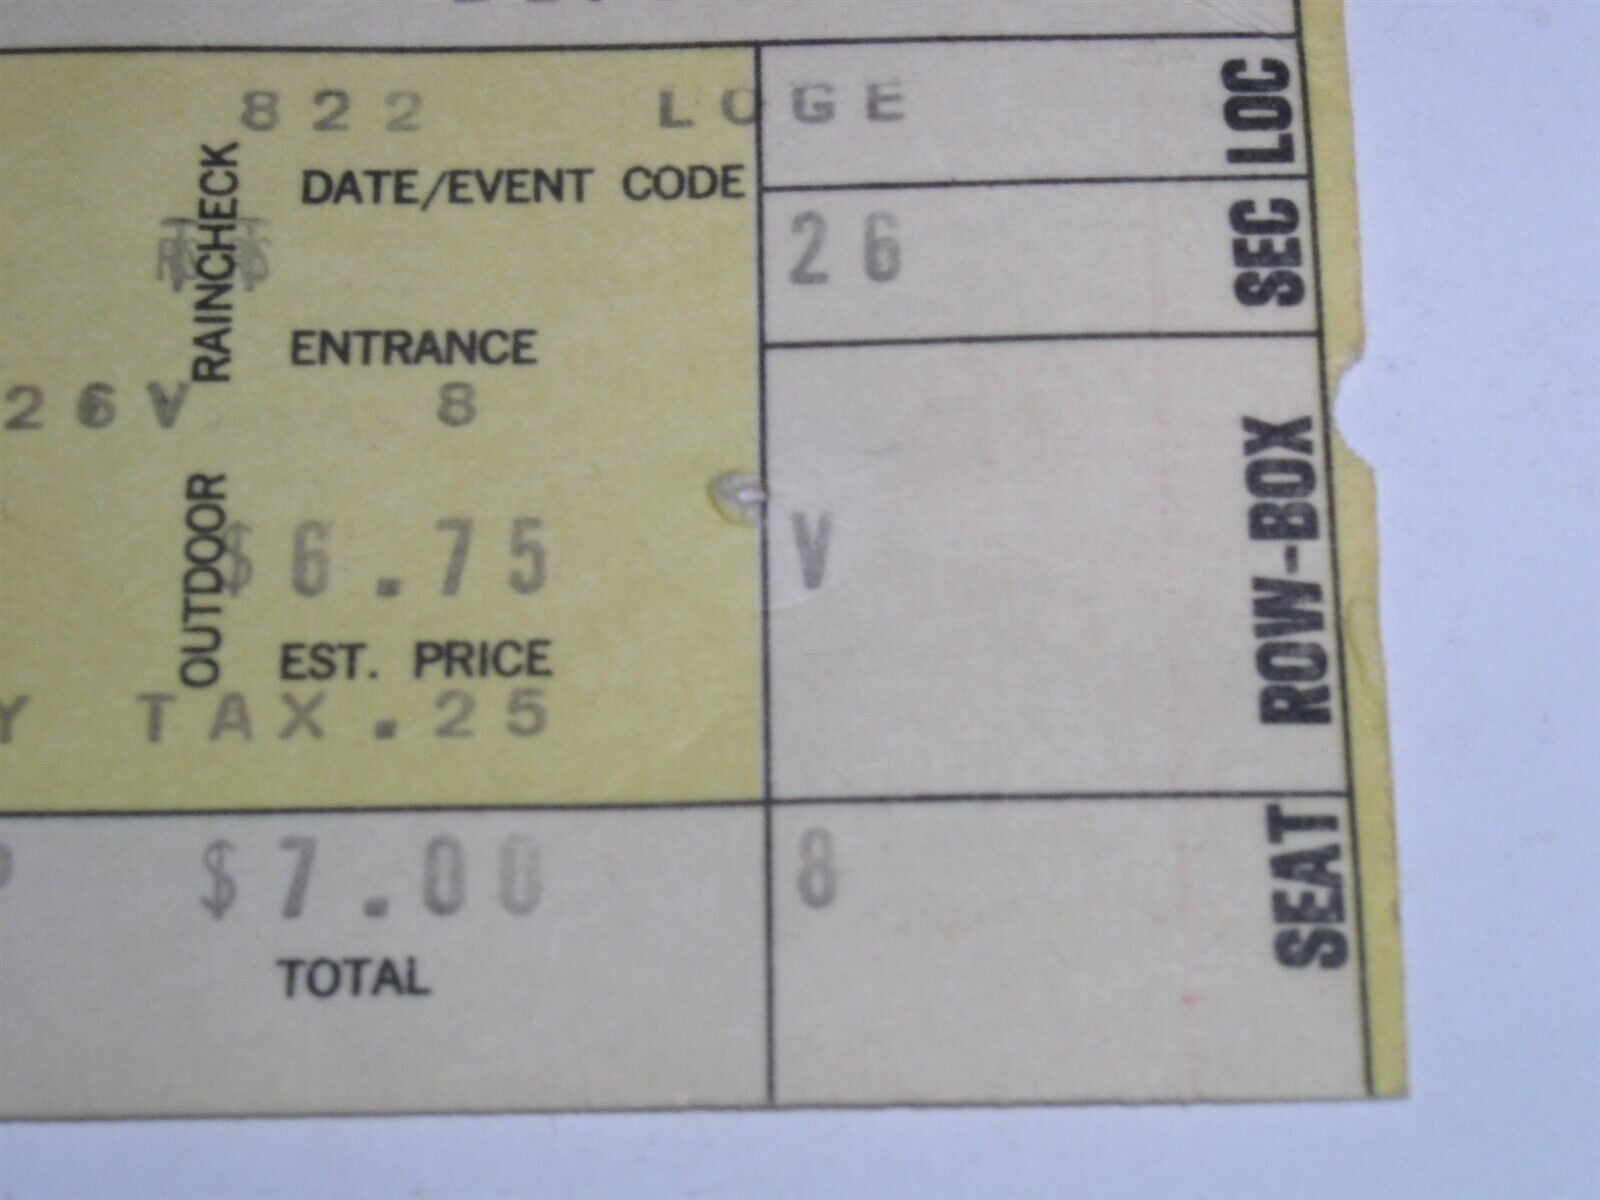 822 LOGE
LOC
DATE/EVENT CODE
26
SEC
OUTDOOR RAINCHECK
ENTRANCE
26V 8
$6.75 V
ROW-BOX
EST. PRICE
TAX .25
$7.00 8
SEAT
TOTAL